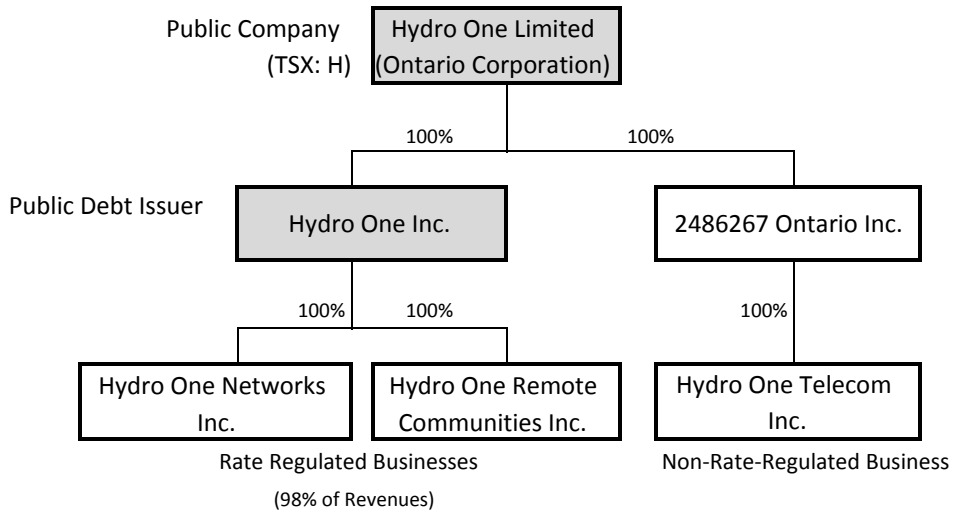 Public Company
(TSX: H)
Hydro One Limited
(Ontario Corporation)
100%
100%
Public Debt Issuer
Hydro One Inc.
2486267 Ontario Inc.
100%
100%
100%
Hydro One Networks
Inc.
Hydro One Remote
Communities Inc.
Hydro One Telecom
Inc.
Rate Regulated Businesses
(98% of Revenues)
Non-Rate-Regulated Business